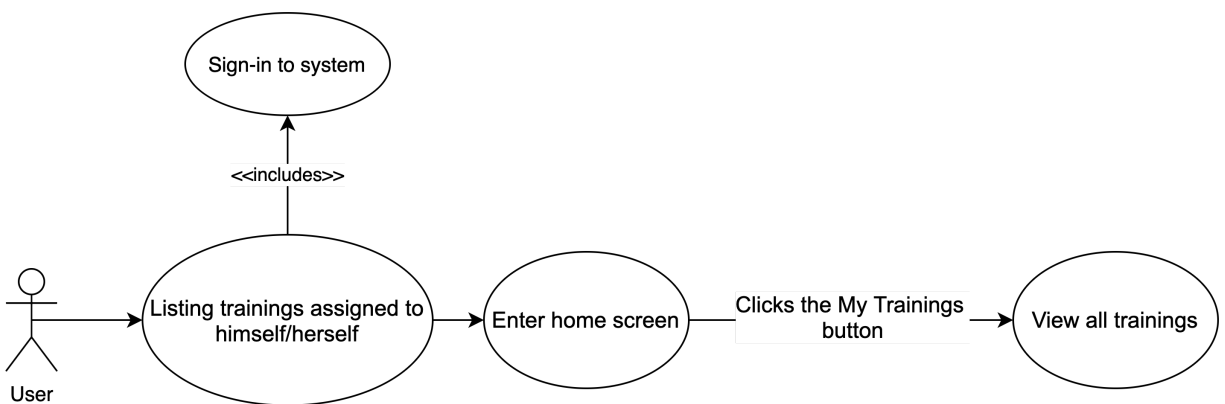 Sign-in to system
<<includes>>
Listing trainings assigned to
himself/herself
Enter home screen
Clicks the My Trainings
button
View all trainings
User